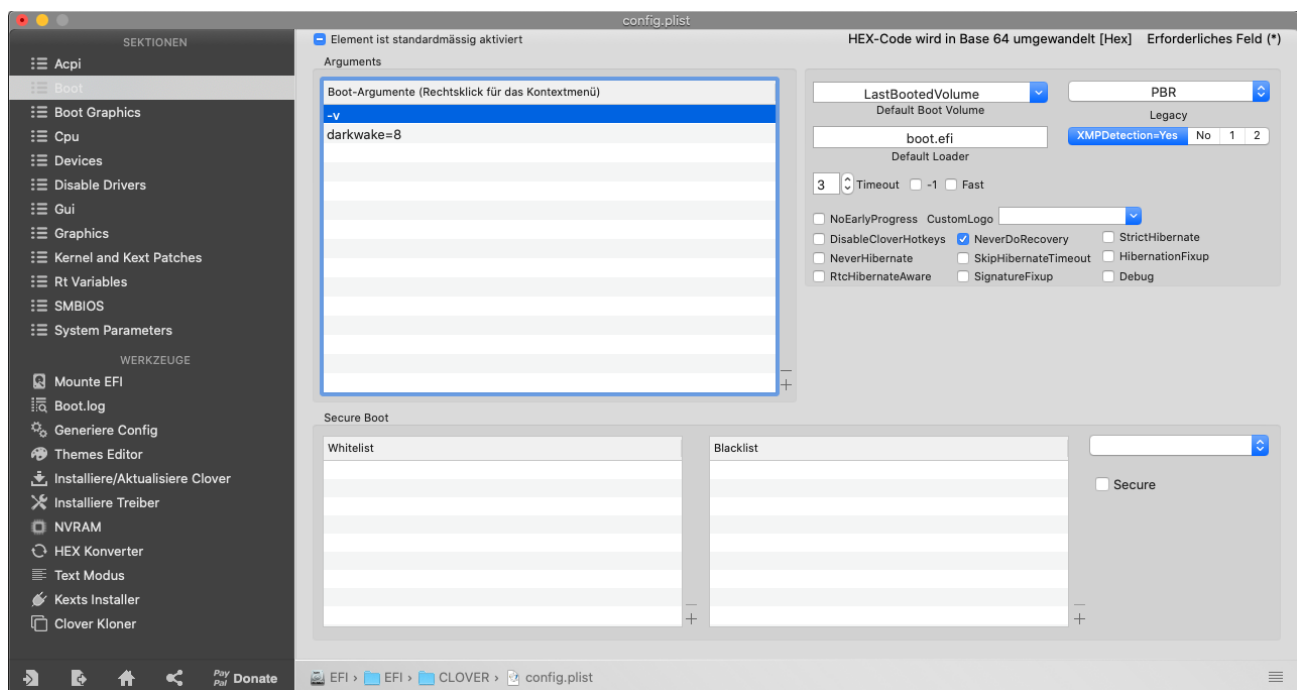 config.plist
SEKTIONEN
Acpi
Boot
Boot Graphics
Cpu
Devices
Disable Drivers
Gui
Graphics
Kernel and Kext Patches
Rt Variables
SMBIOS
System Parameters
WERKZEUGE
Mounte EFI
Boot.log
Generiere Config
Themes Editor
Installiere/Aktualisiere Clover
Installiere Treiber
NVRAM
HEX Konverter
Text Modus
Kexts Installer
Clover Kloner
Pay Pal Donate
Element ist standardmässig aktiviert
HEX-Code wird in Base 64 umgewandelt [Hex] Erforderliches Feld (*)
Arguments
Boot-Argumente (Rechtsklick für das Kontextmenü)
-v
darkwake=8
LastBootedVolume
Default Boot Volume
PBR
Legacy
boot.efi
Default Loader
XMPDetection=Yes No 1 2
3 Timeout -1 Fast
NoEarlyProgress CustomLogo
DisableCloverHotkeys NeverDoRecovery StrictHibernate
NeverHibernate SkipHibernateTimeout HibernationFixup
RtcHibernateAware SignatureFixup Debug
Secure Boot
Whitelist
Blacklist
Secure
EFI › EFI › CLOVER › config.plist